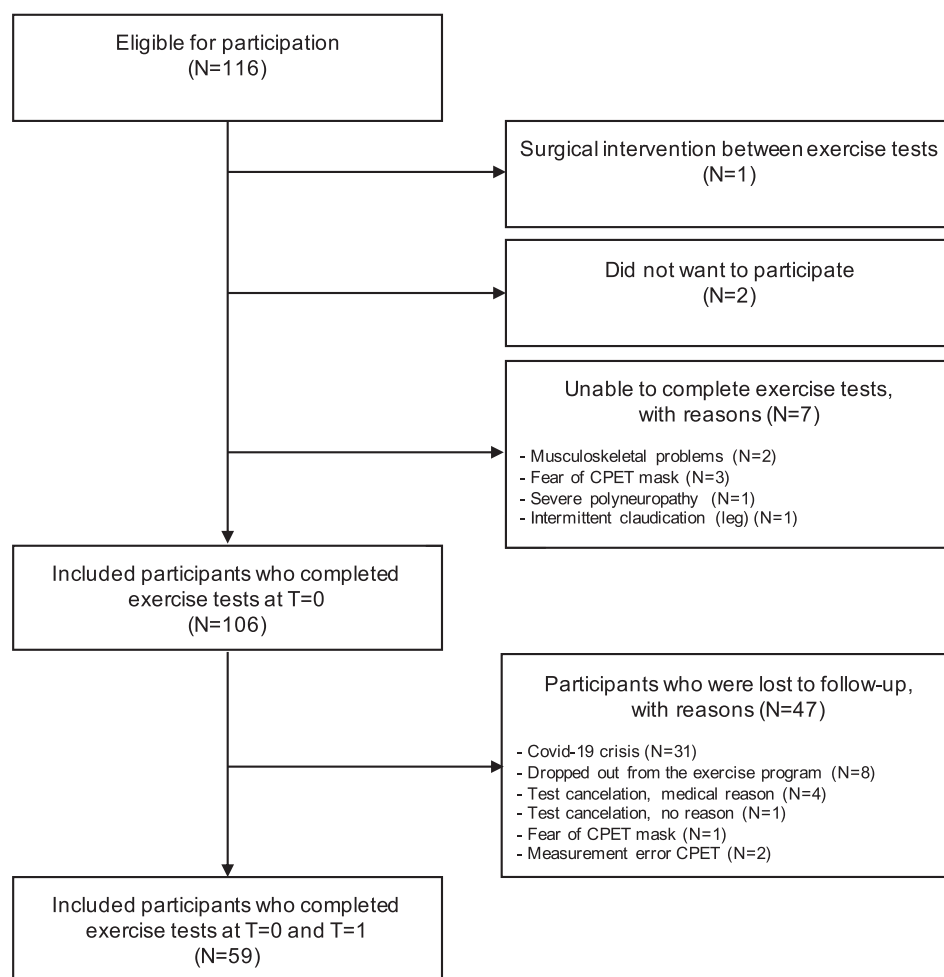 Eligible for participation
(N=116)
Surgical intervention between exercise tests
(N=1)
Did not want to participate
(N=2)
Unable to complete exercise tests,
with reasons (N=7)
- Musculoskeletal problems (N=2)
- Fear of CPET mask (N=3)
- Severe polyneuropathy (N=1)
- Intermittent claudication (leg) (N=1)
Included participants who completed
exercise tests at T=0
(N=106)
Participants who were lost to follow-up,
with reasons (N=47)
- Covid-19 crisis (N=31)
- Dropped out from the exercise program (N=8)
- Test cancelation, medical reason (N=4)
- Test cancelation, no reason (N=1)
- Fear of CPET mask (N=1)
- Measurement error CPET (N=2)
Included participants who completed
exercise tests at T=0 and T=1
(N=59)